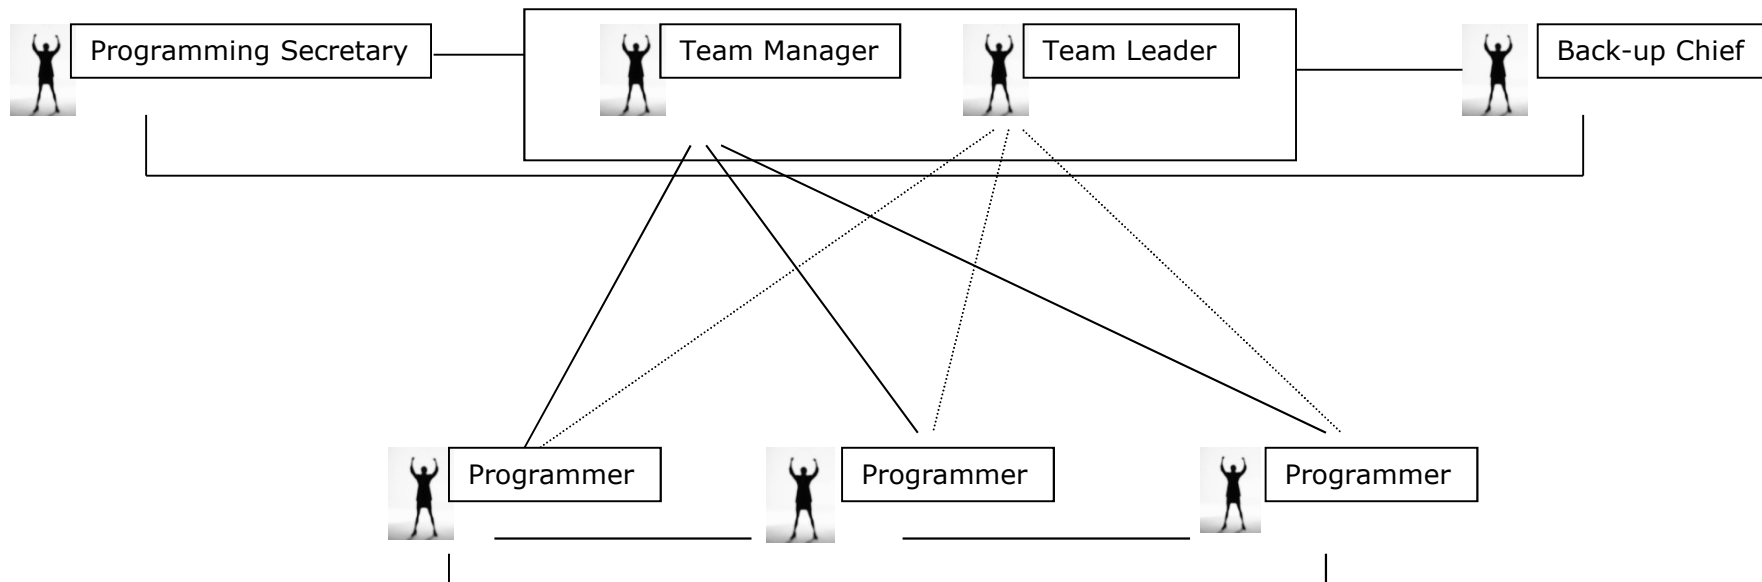 Programming Secretary
Team Manager
Team Leader
Back-up Chief
Programmer
Programmer
Programmer